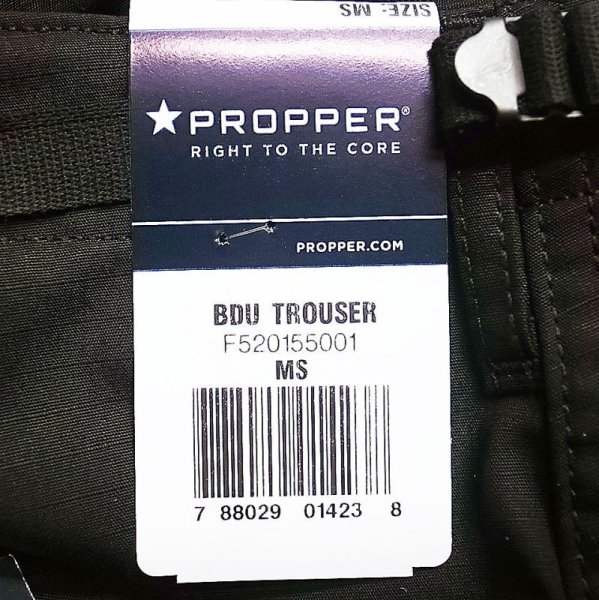 SIZE: MS
★PROPPER®
RIGHT TO THE CORE
PROPPER.COM
BDU TROUSER
F520155001
MS
7 88029 01423 8